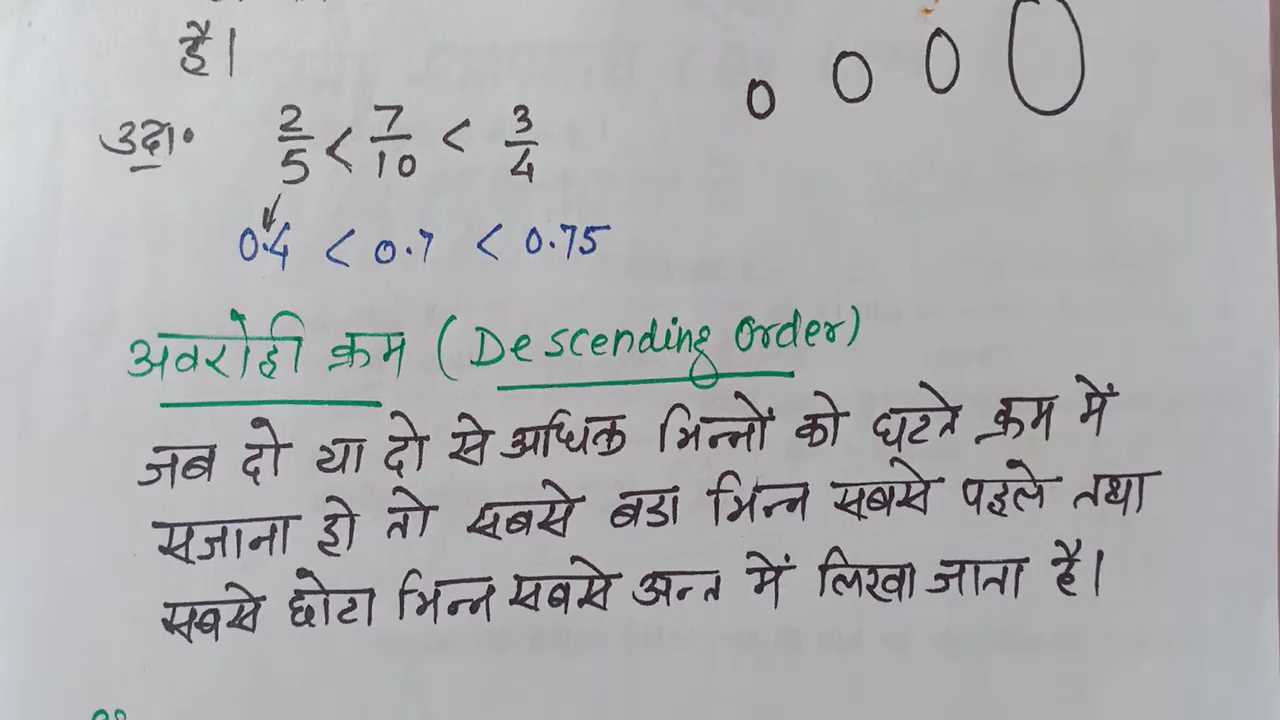 है।
उदा० 2/5 < 7/10 < 3/4
0.4 < 0.7 < 0.75
अवरोही क्रम (Descending order)
जब दो या दो से अधिक भिन्नों को घटते क्रम में
सजाना हो तो सबसे बडा भिन्न सबसे पहले तथा
सबसे छोटा भिन्न सबसे अन्त में लिखा जाता है।